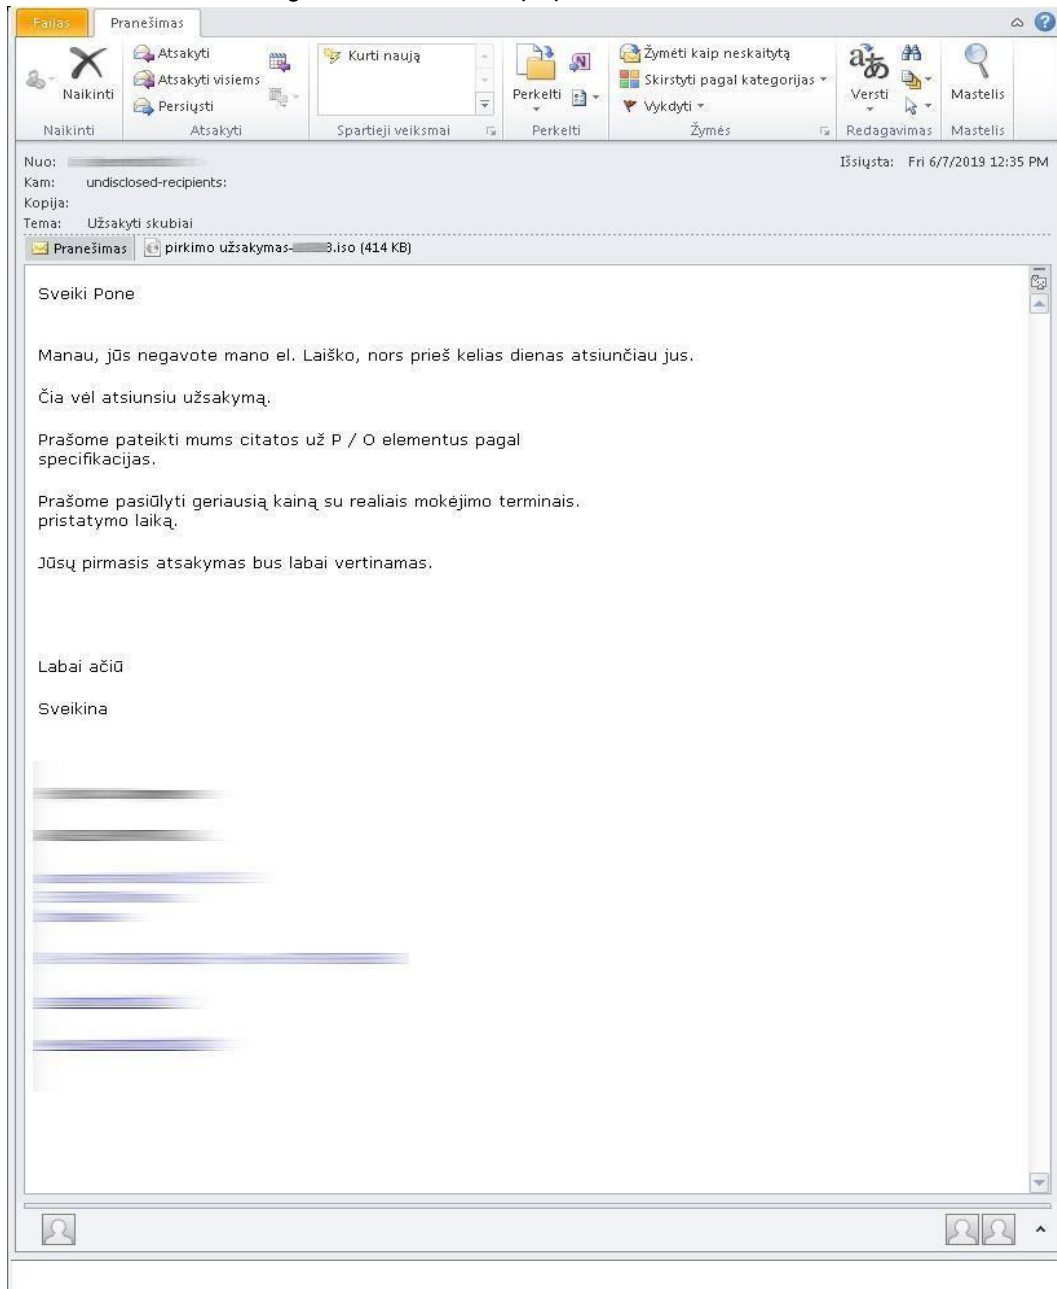 Failas Pranešimas
Naikinti
Atsakyti
Atsakyti visiems
Persiųsti
Kurti naują
Perkelti
Žymėti kaip neskaitytą
Skirstyti pagal kategorijas
Vykdyti
Versti
Mastelis
Naikinti Atsakyti Spartieji veiksmai Perkelti Žymės Redagavimas Mastelis
Nuo: Išsiųsta: Fri 6/7/2019 12:35 PM
Kam: undisclosed-recipients:
Kopija:
Tema: Užsakyti skubiai
Pranešimas pirkimo užsakymas- 3.iso (414 KB)
Sveiki Pone
Manau, jūs negavote mano el. Laiško, nors prieš kelias dienas atsiunčiau jus.
Čia vėl atsiunsiu užsakymą.
Prašome pateikti mums citatos už P / O elementus pagal
specifikacijas.
Prašome pasiūlyti geriausią kainą su realiais mokėjimo terminais.
pristatymo laiką.
Jūsų pirmasis atsakymas bus labai vertinamas.
Labai ačiū
Sveikina